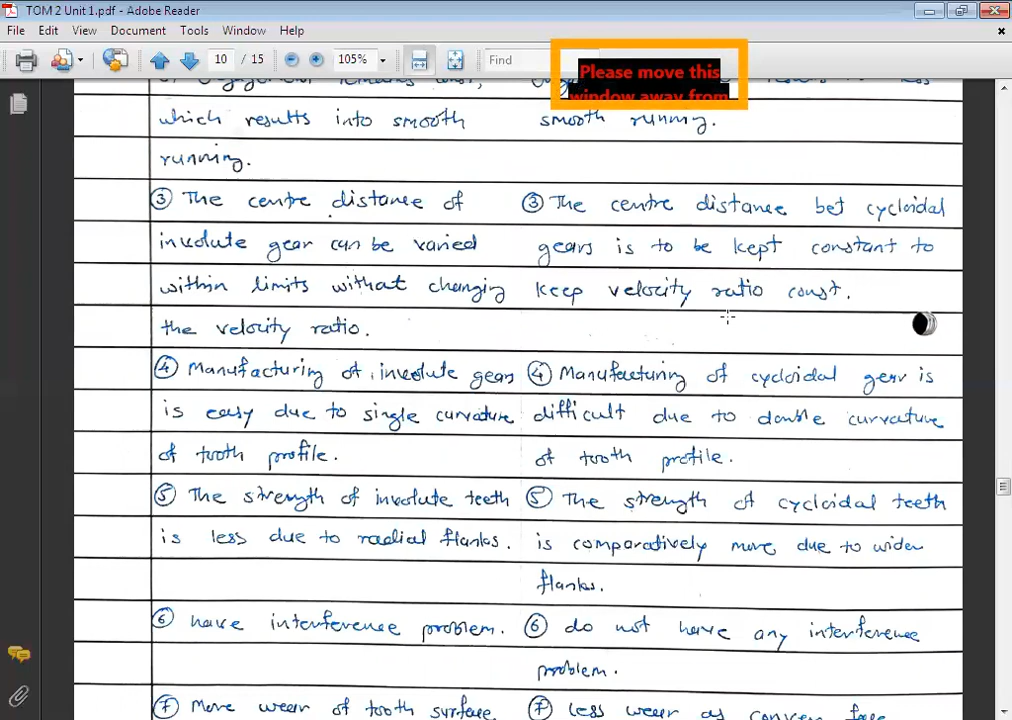 TOM 2 Unit 1.pdf - Adobe Reader
File Edit View Document Tools Window Help
10 / 15 105% Find
Please move this
window away from
which results into smooth
running.
smooth running.
③ The centre distance of
involute gear can be varied
within limits without changing
the velocity ratio.
③ The centre distance bet cycloidal
gears is to be kept constant to
keep velocity ratio const.
④ Manufacturing of involute gears
is easy due to single curvature
of tooth profile.
④ Manufacturing of cycloidal gear is
difficult due to double curvature
of tooth profile.
⑤ The strength of involute teeth
is less due to radial flanks.
⑤ The strength of cycloidal teeth
is comparatively more due to wider
flanks.
⑥ have interference problem.
⑥ do not have any interference
problem.
⑦ More wear of tooth surface.
⑦ less wear as convex face